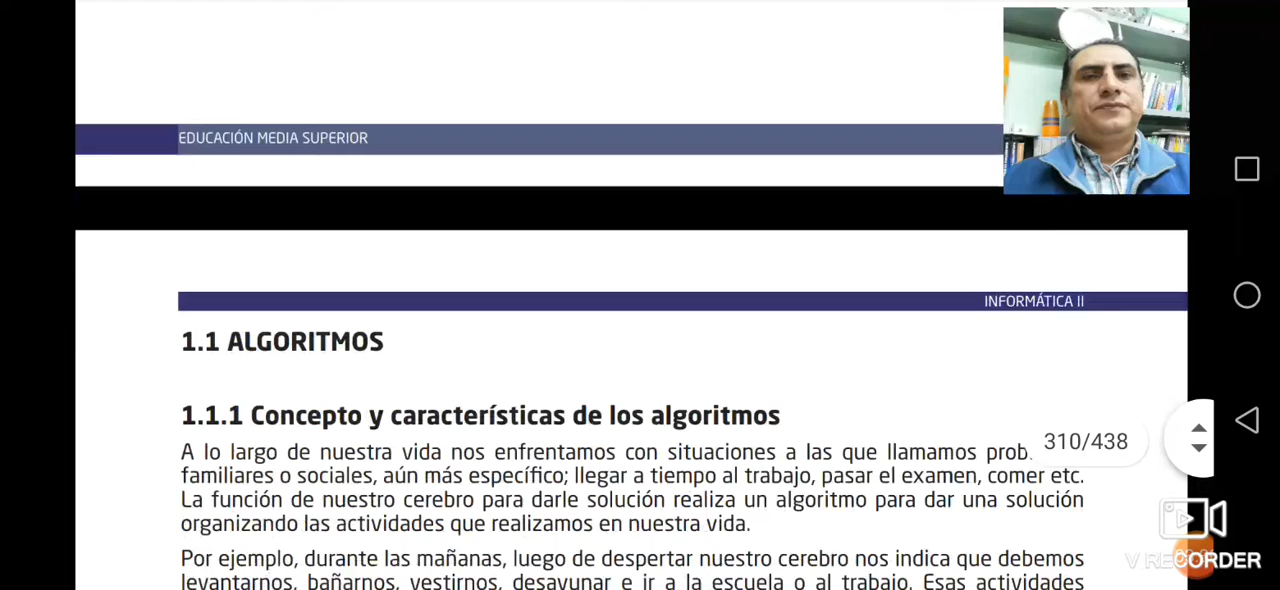 EDUCACIÓN MEDIA SUPERIOR
INFORMÁTICA II
1.1 ALGORITMOS
1.1.1 Concepto y características de los algoritmos
A lo largo de nuestra vida nos enfrentamos con situaciones a las que llamamos
310/438
familiares o sociales, aún más específico; llegar a tiempo al trabajo, pasar el examen, comer etc.
La función de nuestro cerebro para darle solución realiza un algoritmo para dar una solución
organizando las actividades que realizamos en nuestra vida.
Por ejemplo, durante las mañanas, luego de despertar nuestro cerebro nos indica que debemos
levantarnos, bañarnos, vestirnos, desayunar e ir a la escuela o al trabajo. Esas actividades
V RECORDER